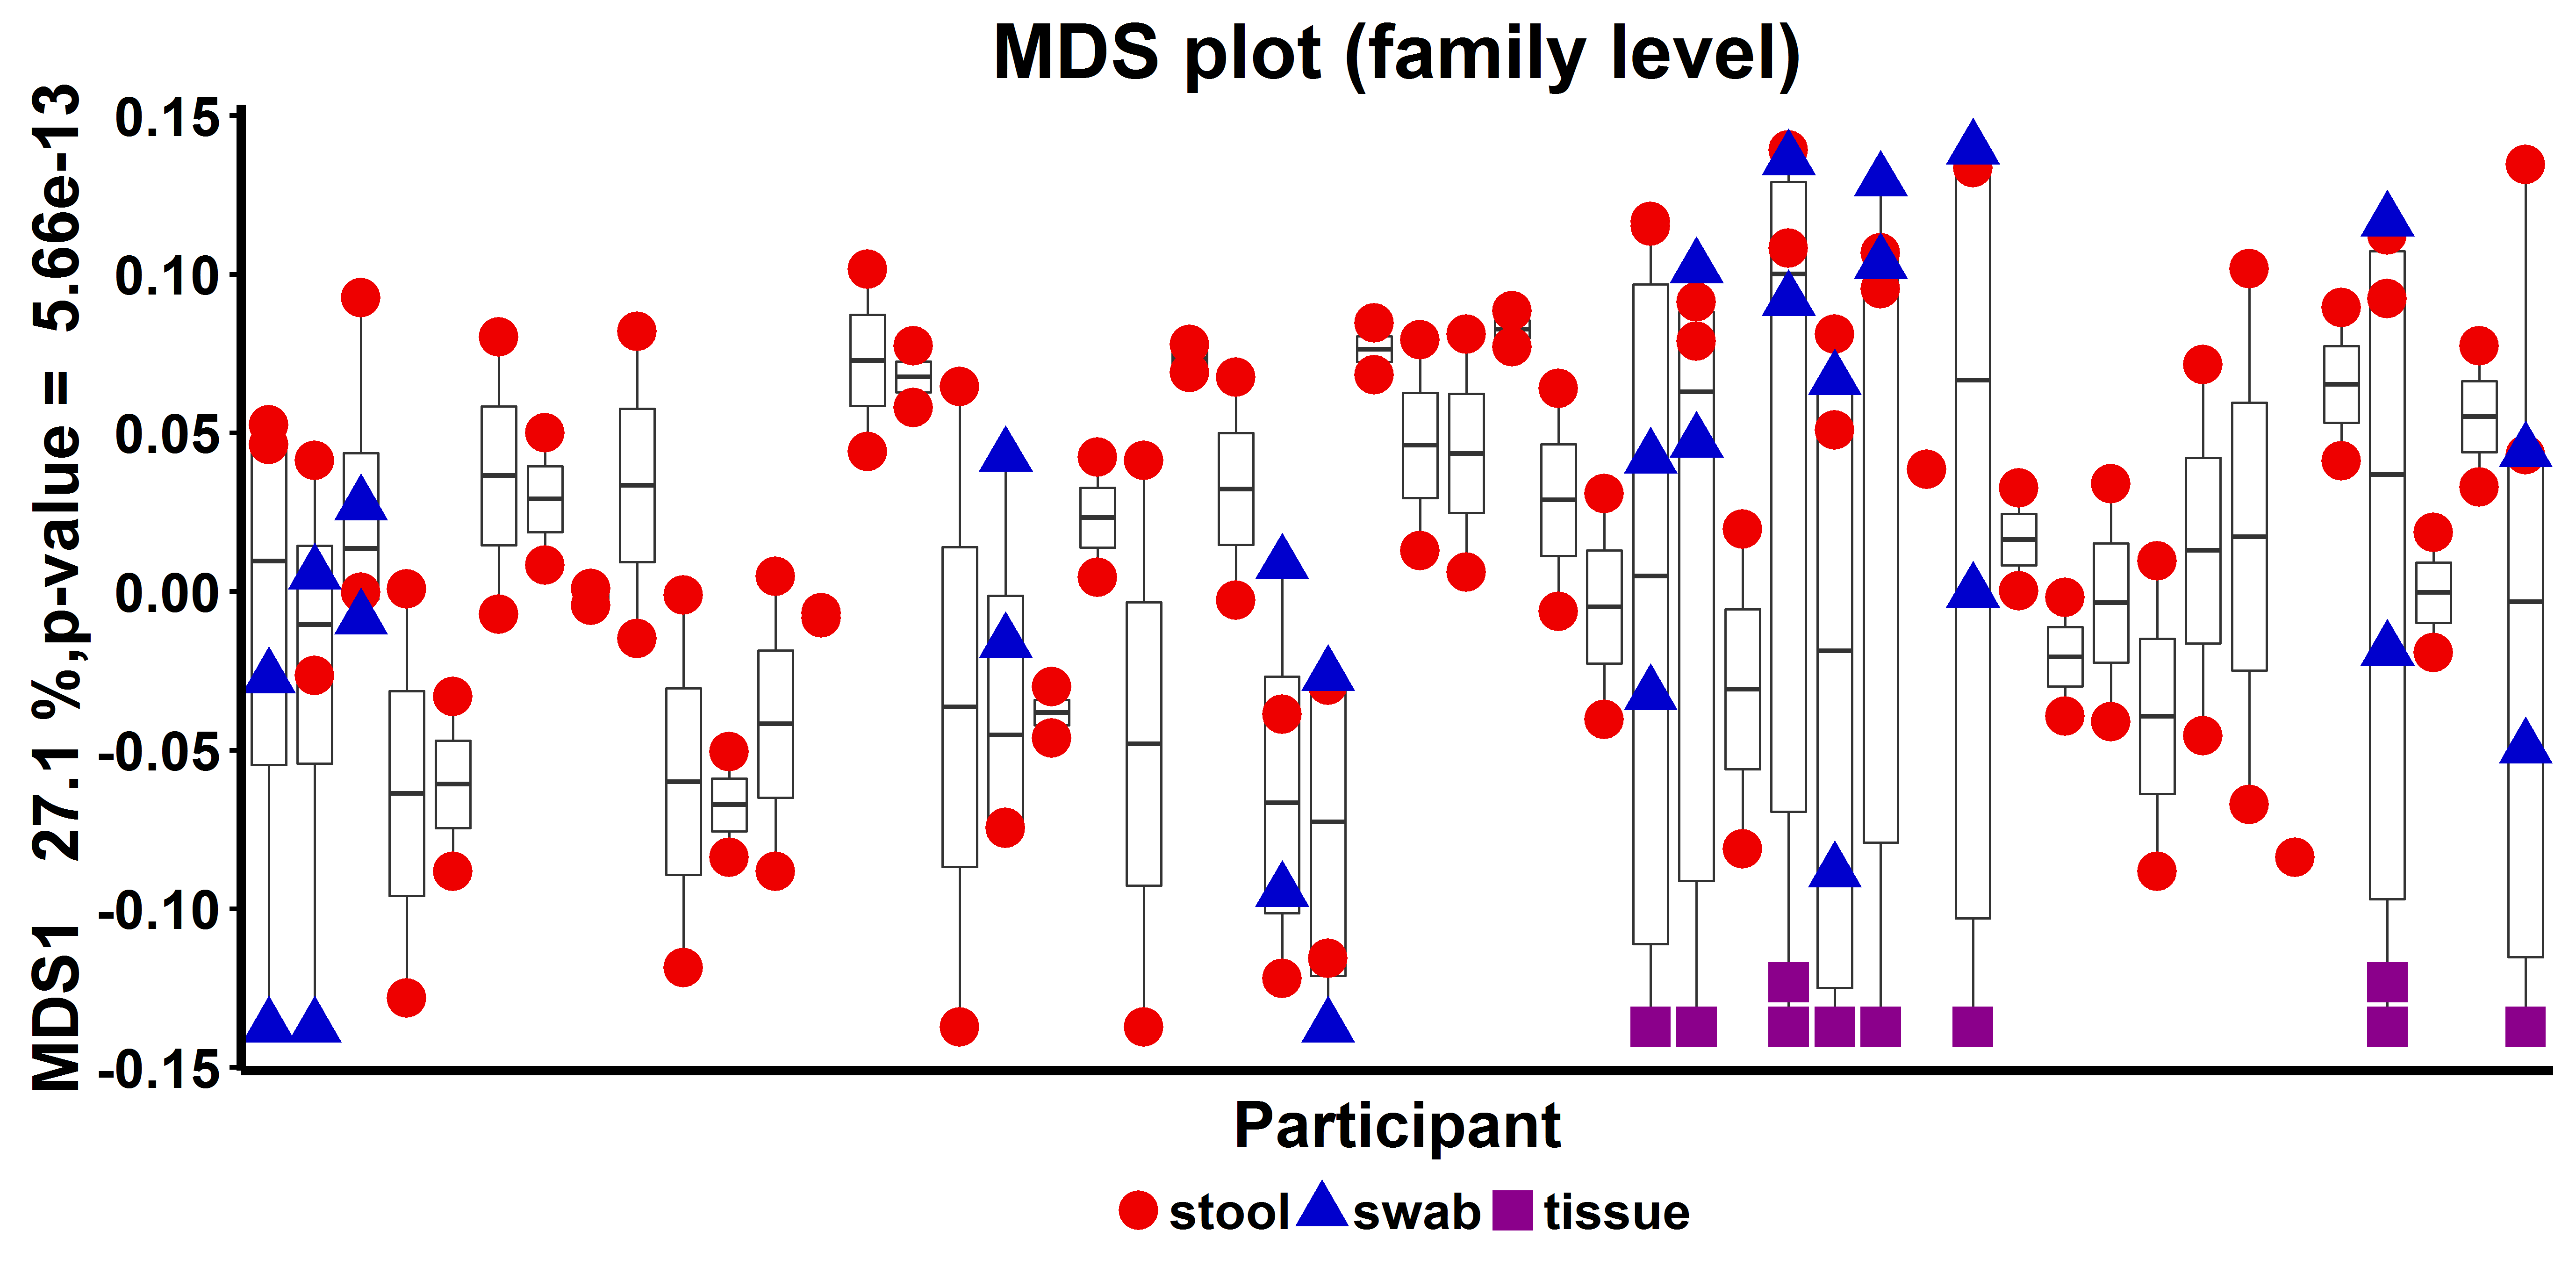 MDS plot (family level)
MDS1 27.1 %,p-value = 5.66e-13
0.15
0.10
0.05
0.00
-0.05
-0.10
-0.15
Participant
stool swab tissue